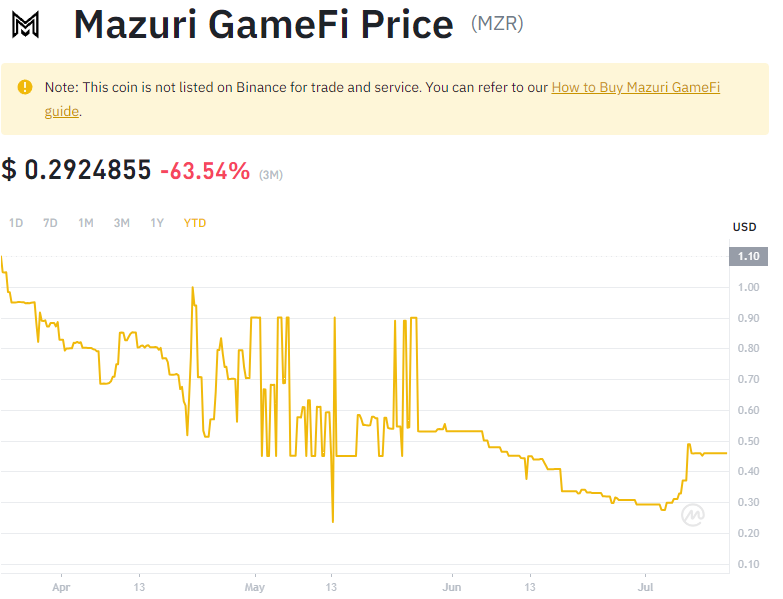 Mazuri GameFi Price (MZR)
Note: This coin is not listed on Binance for trade and service. You can refer to our How to Buy Mazuri GameFi
guide.
$ 0.2924855 -63.54% (3M)
1D 7D 1M 3M 1Y YTD
USD
1.10
1.00
0.90
0.80
0.70
0.60
0.50
0.40
0.30
0.20
0.10
Apr 13 May 13 Jun 13 Jul